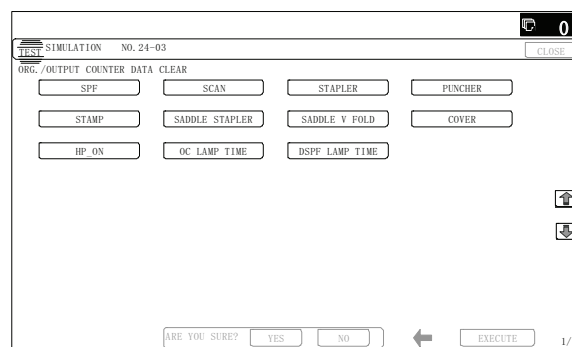 0
TEST SIMULATION NO. 24-03
CLOSE
ORG./OUTPUT COUNTER DATA CLEAR
SPF SCAN STAPLER PUNCHER
STAMP SADDLE STAPLER SADDLE V FOLD COVER
HP_ON OC LAMP TIME DSPF LAMP TIME
ARE YOU SURE? YES NO EXECUTE 1/